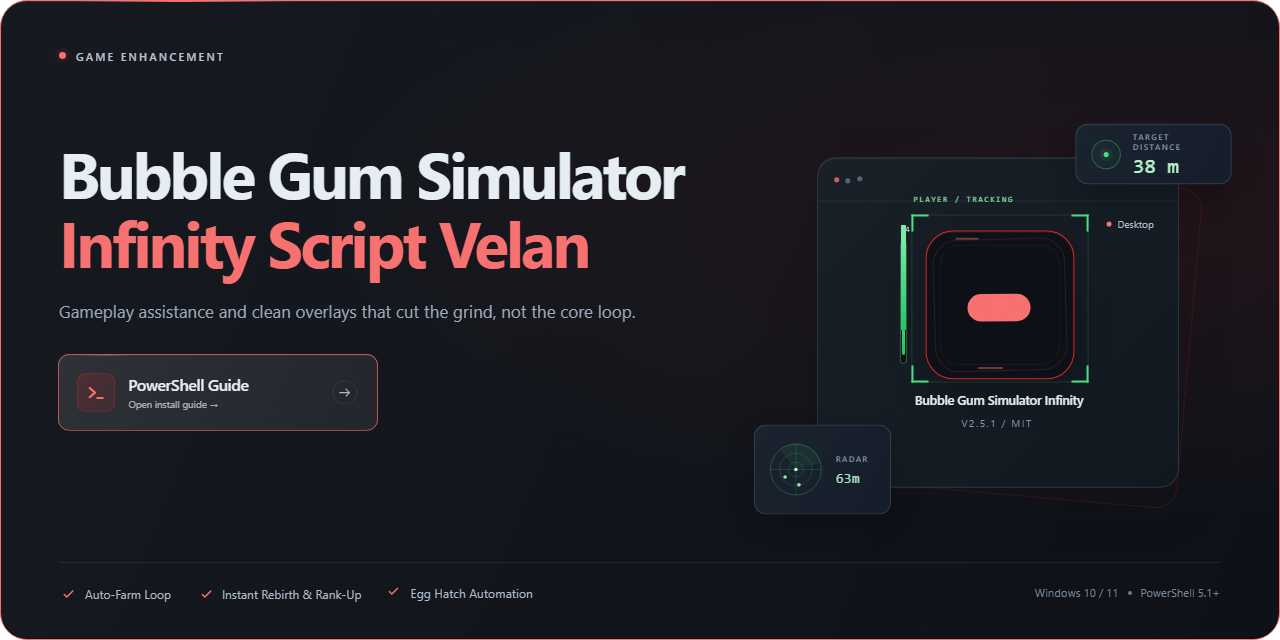 GAME ENHANCEMENT
Bubble Gum Simulator
Infinity Script Velan
Gameplay assistance and clean overlays that cut the grind, not the core loop.
PowerShell Guide
Open install guide →
TARGET
DISTANCE
38 m
PLAYER / TRACKING
Desktop
Bubble Gum Simulator Infinity
V2.5.1 / MIT
RADAR
63m
Auto-Farm Loop
Instant Rebirth & Rank-Up
Egg Hatch Automation
Windows 10 / 11 • PowerShell 5.1+